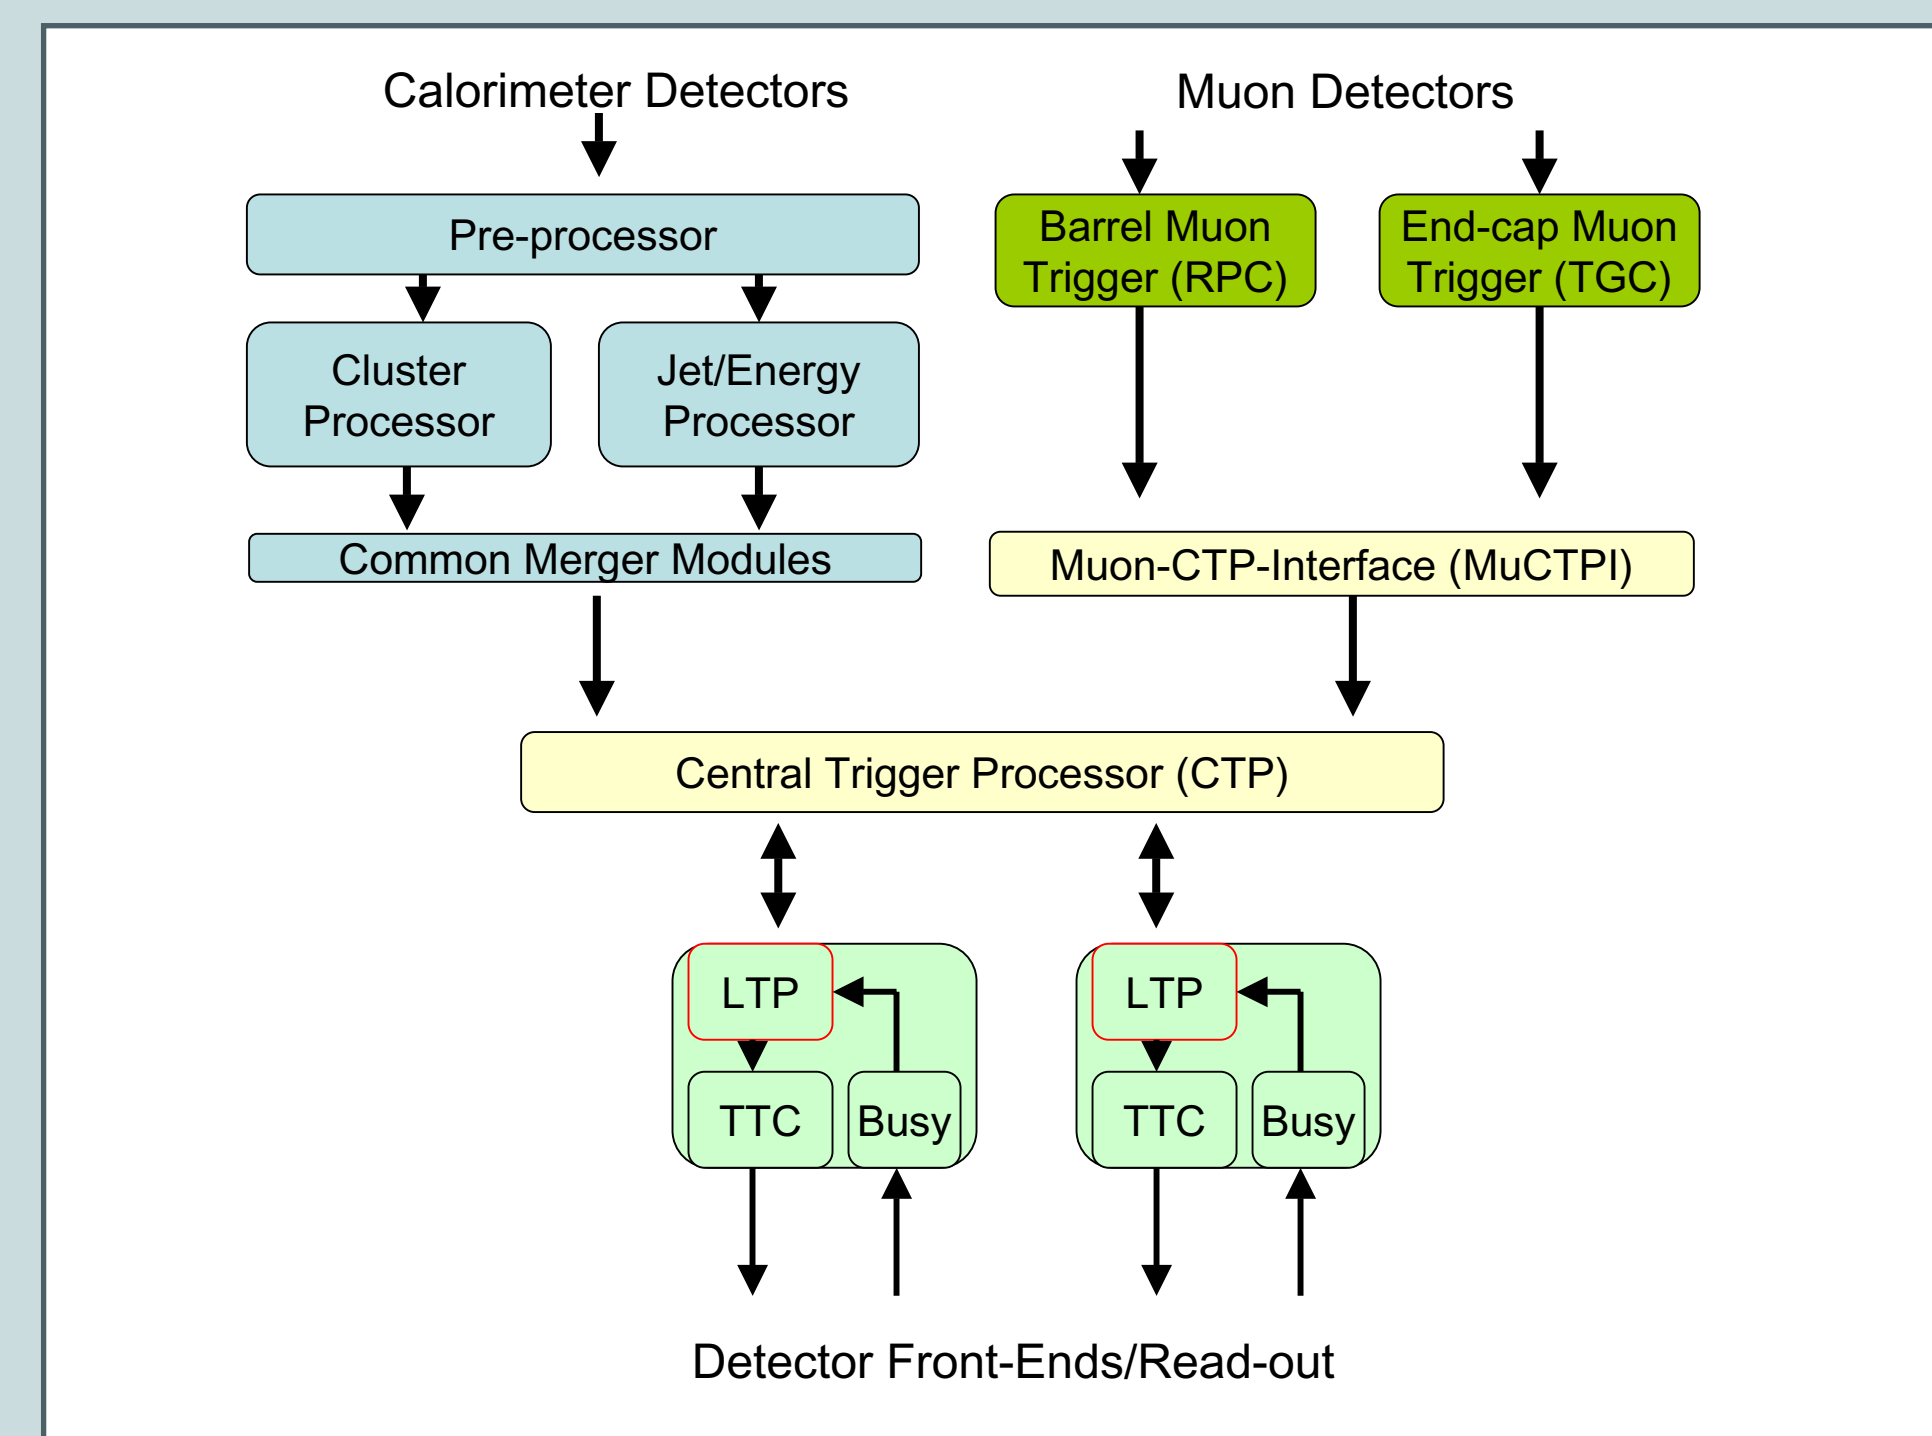 Calorimeter Detectors
Muon Detectors
Pre-processor
Barrel Muon
Trigger (RPC)
End-cap Muon
Trigger (TGC)
Cluster
Processor
Jet/Energy
Processor
Common Merger Modules
Muon-CTP-Interface (MuCTPI)
Central Trigger Processor (CTP)
LTP
TTC
Busy
LTP
TTC
Busy
Detector Front-Ends/Read-out